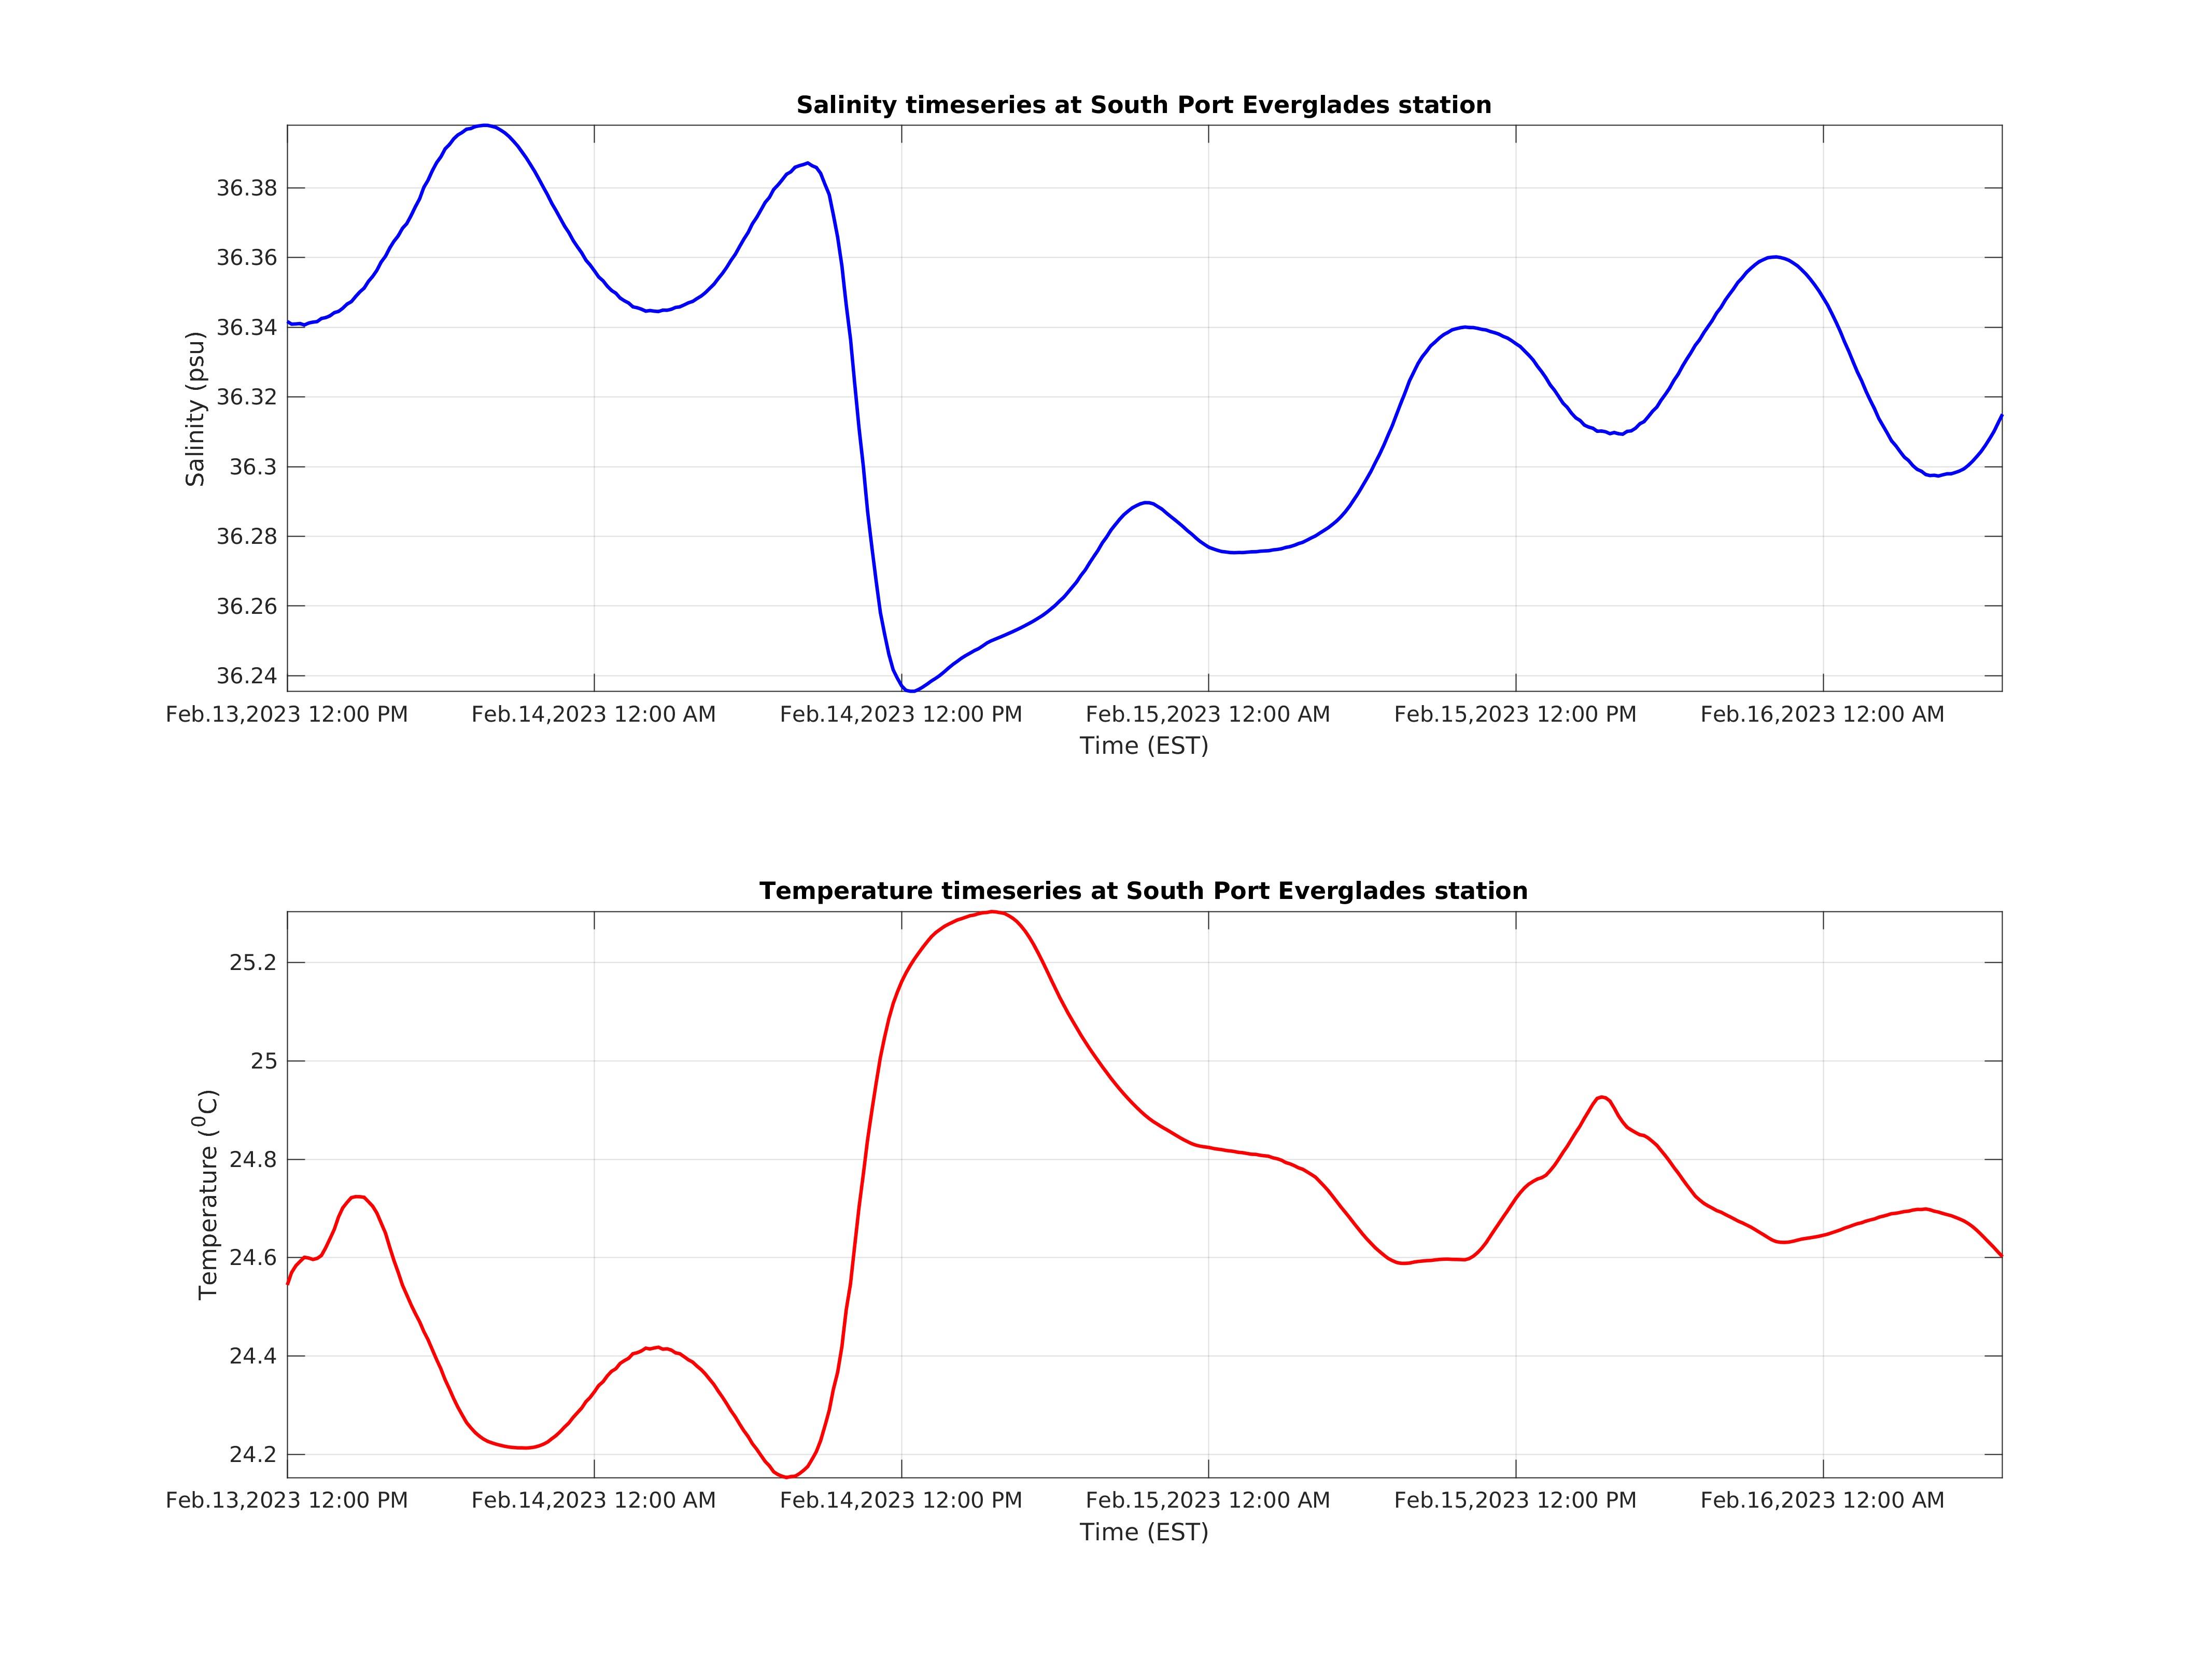 Salinity timeseries at South Port Everglades station
36.38
36.36
36.34
36.32
36.3
36.28
36.26
36.24
Salinity (psu)
Feb.13,2023 12:00 PM Feb.14,2023 12:00 AM Feb.14,2023 12:00 PM Feb.15,2023 12:00 AM Feb.15,2023 12:00 PM Feb.16,2023 12:00 AM
Time (EST)
Temperature timeseries at South Port Everglades station
25.2
25
24.8
24.6
24.4
24.2
Temperature (⁰C)
Feb.13,2023 12:00 PM Feb.14,2023 12:00 AM Feb.14,2023 12:00 PM Feb.15,2023 12:00 AM Feb.15,2023 12:00 PM Feb.16,2023 12:00 AM
Time (EST)